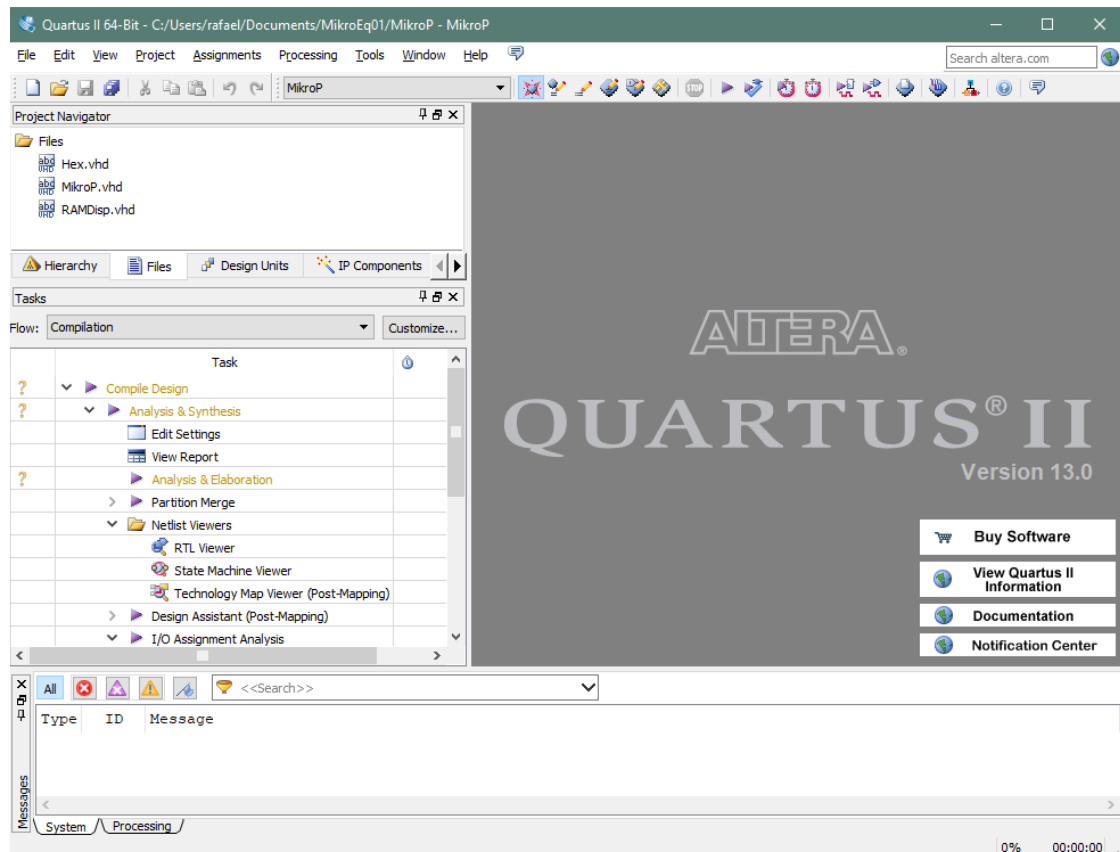 Quartus II 64-Bit - C:/Users/rafael/Documents/MikroEq01/MikroP - MikroP
File Edit View Project Assignments Processing Tools Window Help
Search altera.com
MikroP
STOP
Project Navigator
Files
Hex.vhd
MikroP.vhd
RAMDisp.vhd
Hierarchy Files Design Units IP Components
Tasks
Flow: Compilation Customize...
Task
Compile Design
Analysis & Synthesis
Edit Settings
View Report
Analysis & Elaboration
Partition Merge
Netlist Viewers
RTL Viewer
State Machine Viewer
Technology Map Viewer (Post-Mapping)
Design Assistant (Post-Mapping)
I/O Assignment Analysis
ALTERA®
QUARTUS® II
Version 13.0
Buy Software
View Quartus II
Information
Documentation
Notification Center
All <<Search>>
Type ID Message
Messages
System Processing
0% 00:00:00